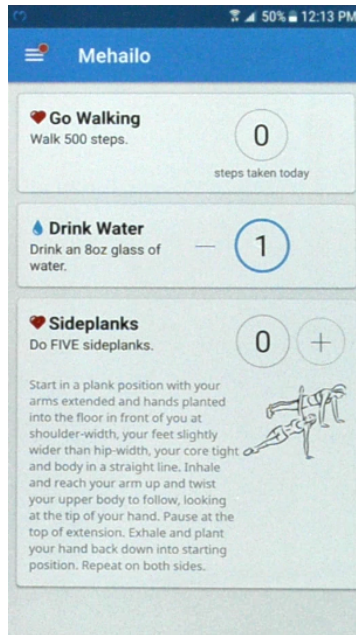 50% 12:13 PM
Mehailo
Go Walking
Walk 500 steps.
0
steps taken today
Drink Water
Drink an 8oz glass of
water.
— 1
Sideplanks
Do FIVE sideplanks.
0 +
Start in a plank position with your
arms extended and hands planted
into the floor in front of you at
shoulder-width, your feet slightly
wider than hip-width, your core tight
and body in a straight line. Inhale
and reach your arm up and twist
your upper body to follow, looking
at the tip of your hand. Pause at the
top of extension. Exhale and plant
your hand back down into starting
position. Repeat on both sides.